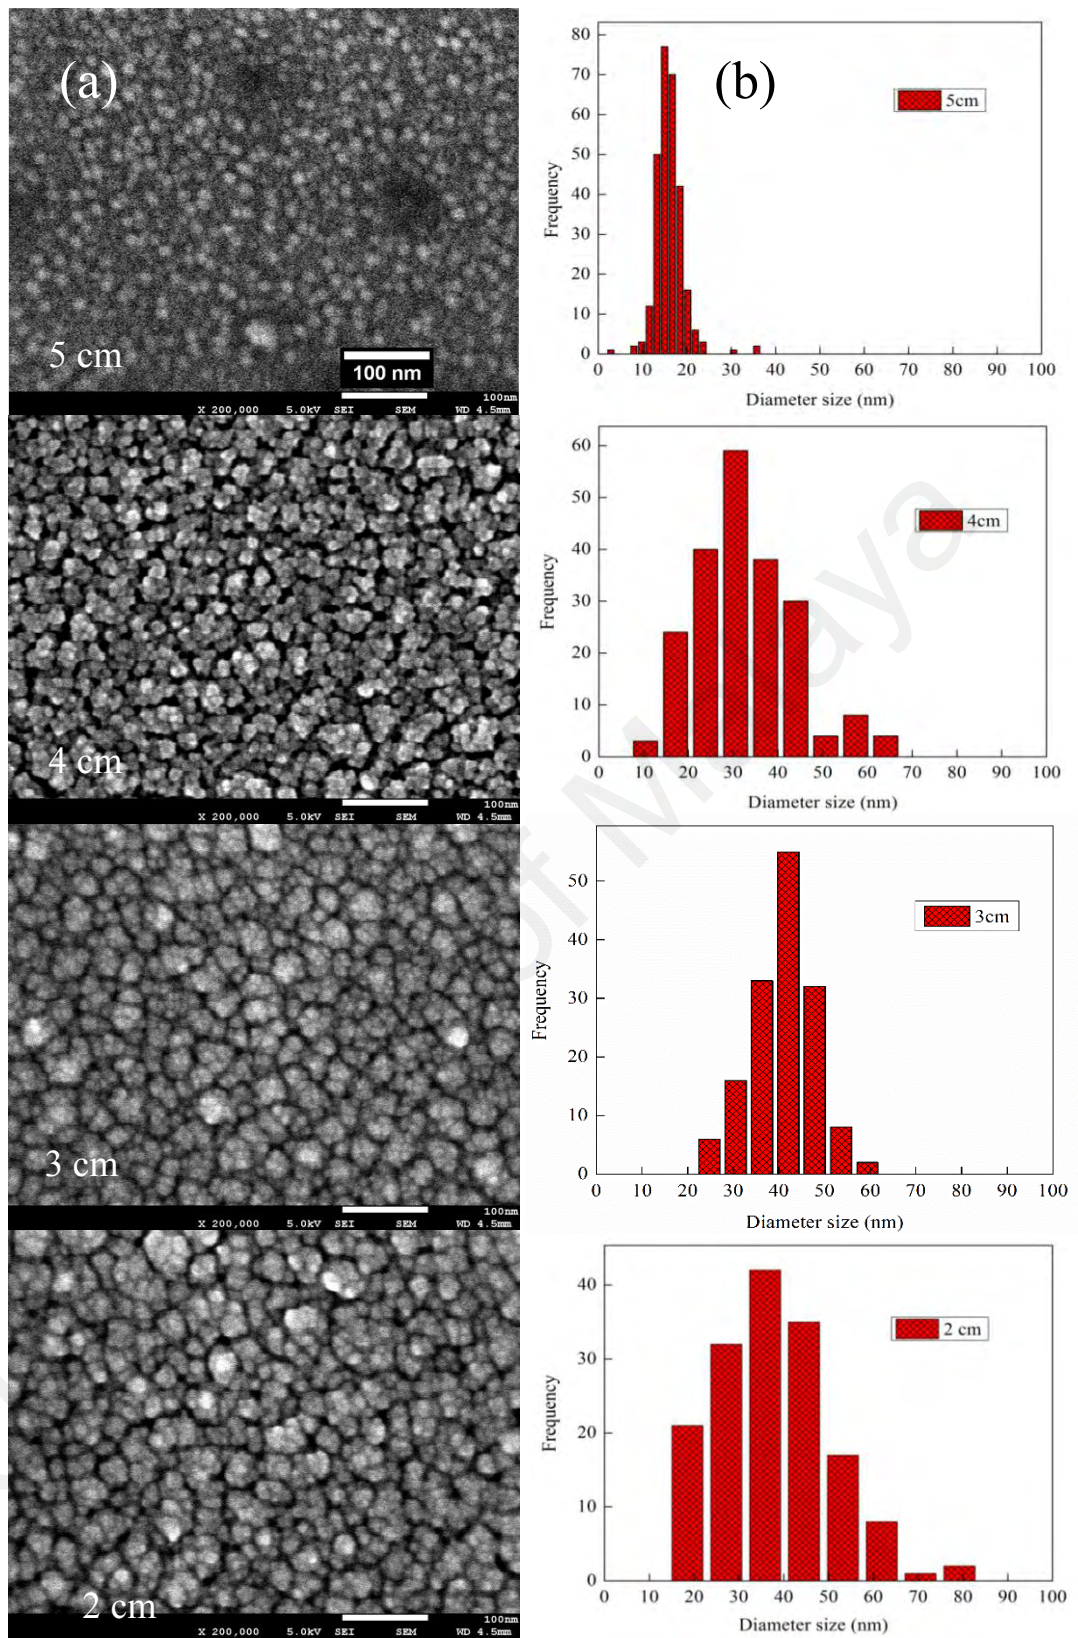 (a)
5 cm
100 nm
100nm
X 200,000 5.0kV SEI SEM WD 4.5mm
(b)
5cm
Frequency
80
70
60
50
40
30
20
10
0
0 10 20 30 40 50 60 70 80 90 100
Diameter size (nm)
4 cm
100nm
X 200,000 5.0kV SEI SEM WD 4.5mm
4cm
Frequency
60
50
40
30
20
10
0
0 10 20 30 40 50 60 70 80 90 100
Diameter size (nm)
3 cm
100nm
X 200,000 5.0kV SEI SEM WD 4.5mm
3cm
Frequency
50
40
30
20
10
0
0 10 20 30 40 50 60 70 80 90 100
Diameter size (nm)
2 cm
100nm
X 200,000 5.0kV SEI SEM WD 4.5mm
2 cm
Frequency
40
30
20
10
0
0 10 20 30 40 50 60 70 80 90 100
Diameter size (nm)
of Malaya